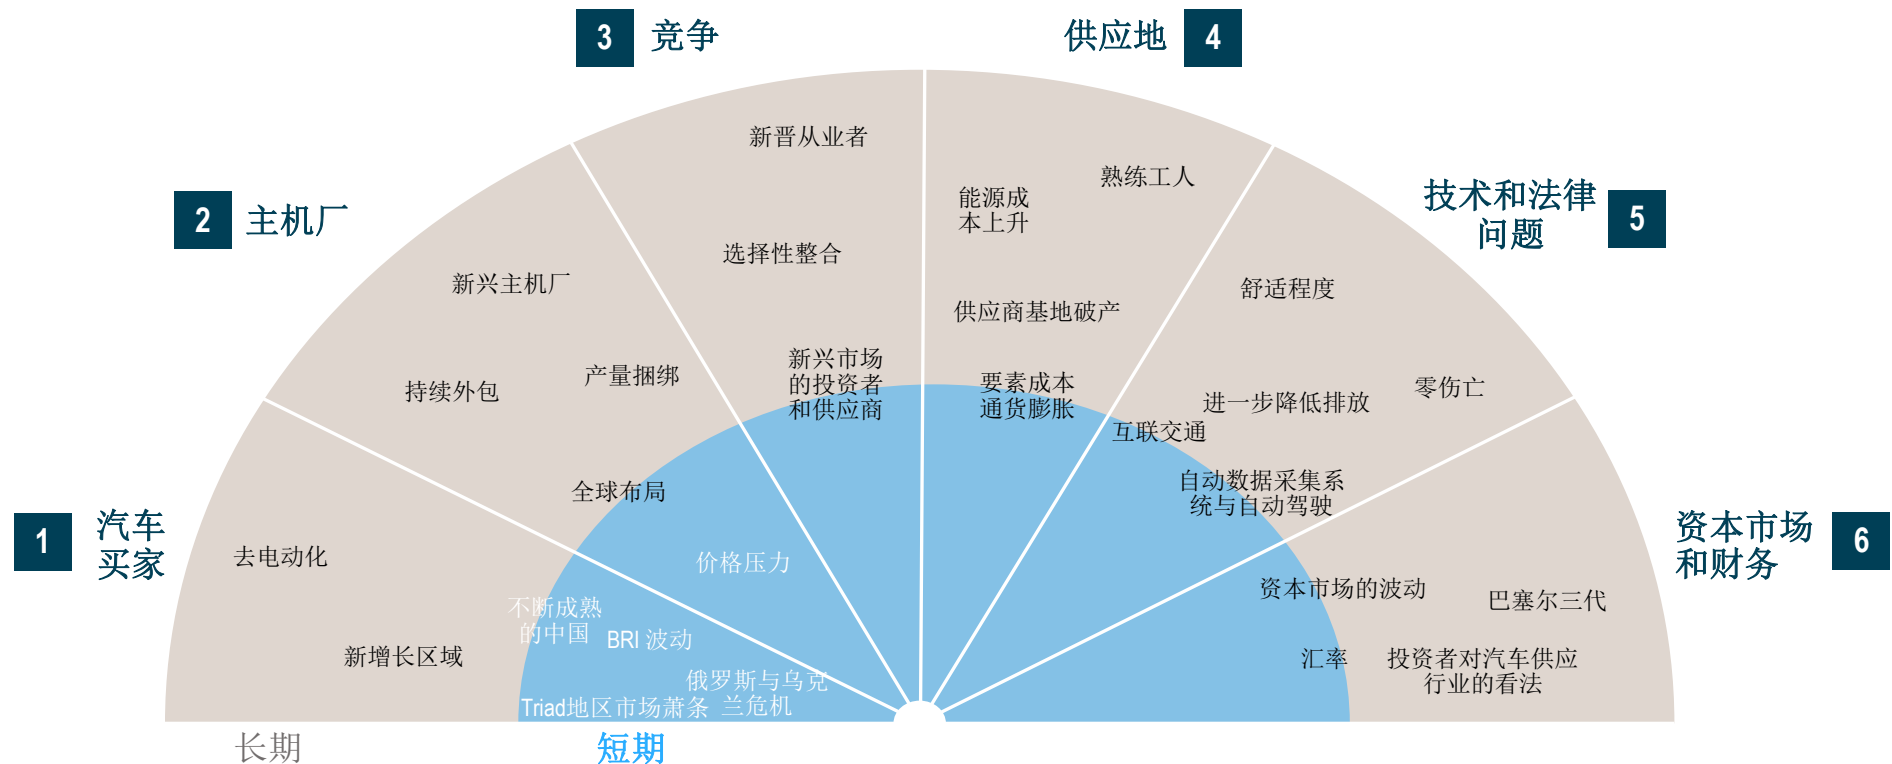 3 竞争
供应地 4
2 主机厂
技术和法律
问题 5
1 汽车
买家
资本市场
和财务 6
去电动化
新增长区域
不断成熟
的中国
BRI 波动
俄罗斯与乌克
兰危机
Triad地区市场萧条
新兴主机厂
持续外包
产量捆绑
全球布局
价格压力
新晋从业者
选择性整合
新兴市场
的投资者
和供应商
熟练工人
能源成
本上升
供应商基地破产
要素成本
通货膨胀
舒适程度
零伤亡
进一步降低排放
互联交通
自动数据采集系
统与自动驾驶
资本市场的波动
巴塞尔三代
汇率
投资者对汽车供应
行业的看法
长期
短期